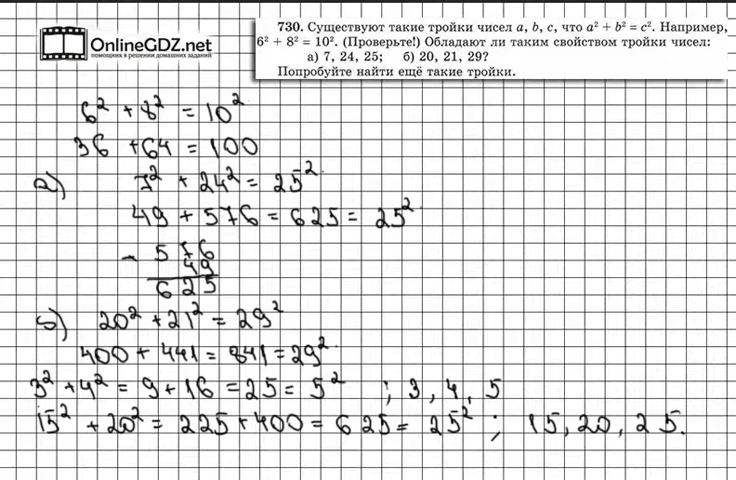 OnlineGDZ.net
помощник в решении домашних заданий
730. Существуют такие тройки чисел a, b, c, что a² + b² = c². Например,
6² + 8² = 10². (Проверьте!) Обладают ли таким свойством тройки чисел:
а) 7, 24, 25; б) 20, 21, 29?
Попробуйте найти ещё такие тройки.
6² + 8² = 10²
36 + 64 = 100
а) 7² + 24² = 25²
49 + 576 = 625 = 25²
576
49
625
б) 20² + 21² = 29²
400 + 441 = 841 = 29²
3² + 4² = 9 + 16 = 25 = 5² ; 3, 4, 5
15² + 20² = 225 + 400 = 625 = 25² ; 15, 20, 25.